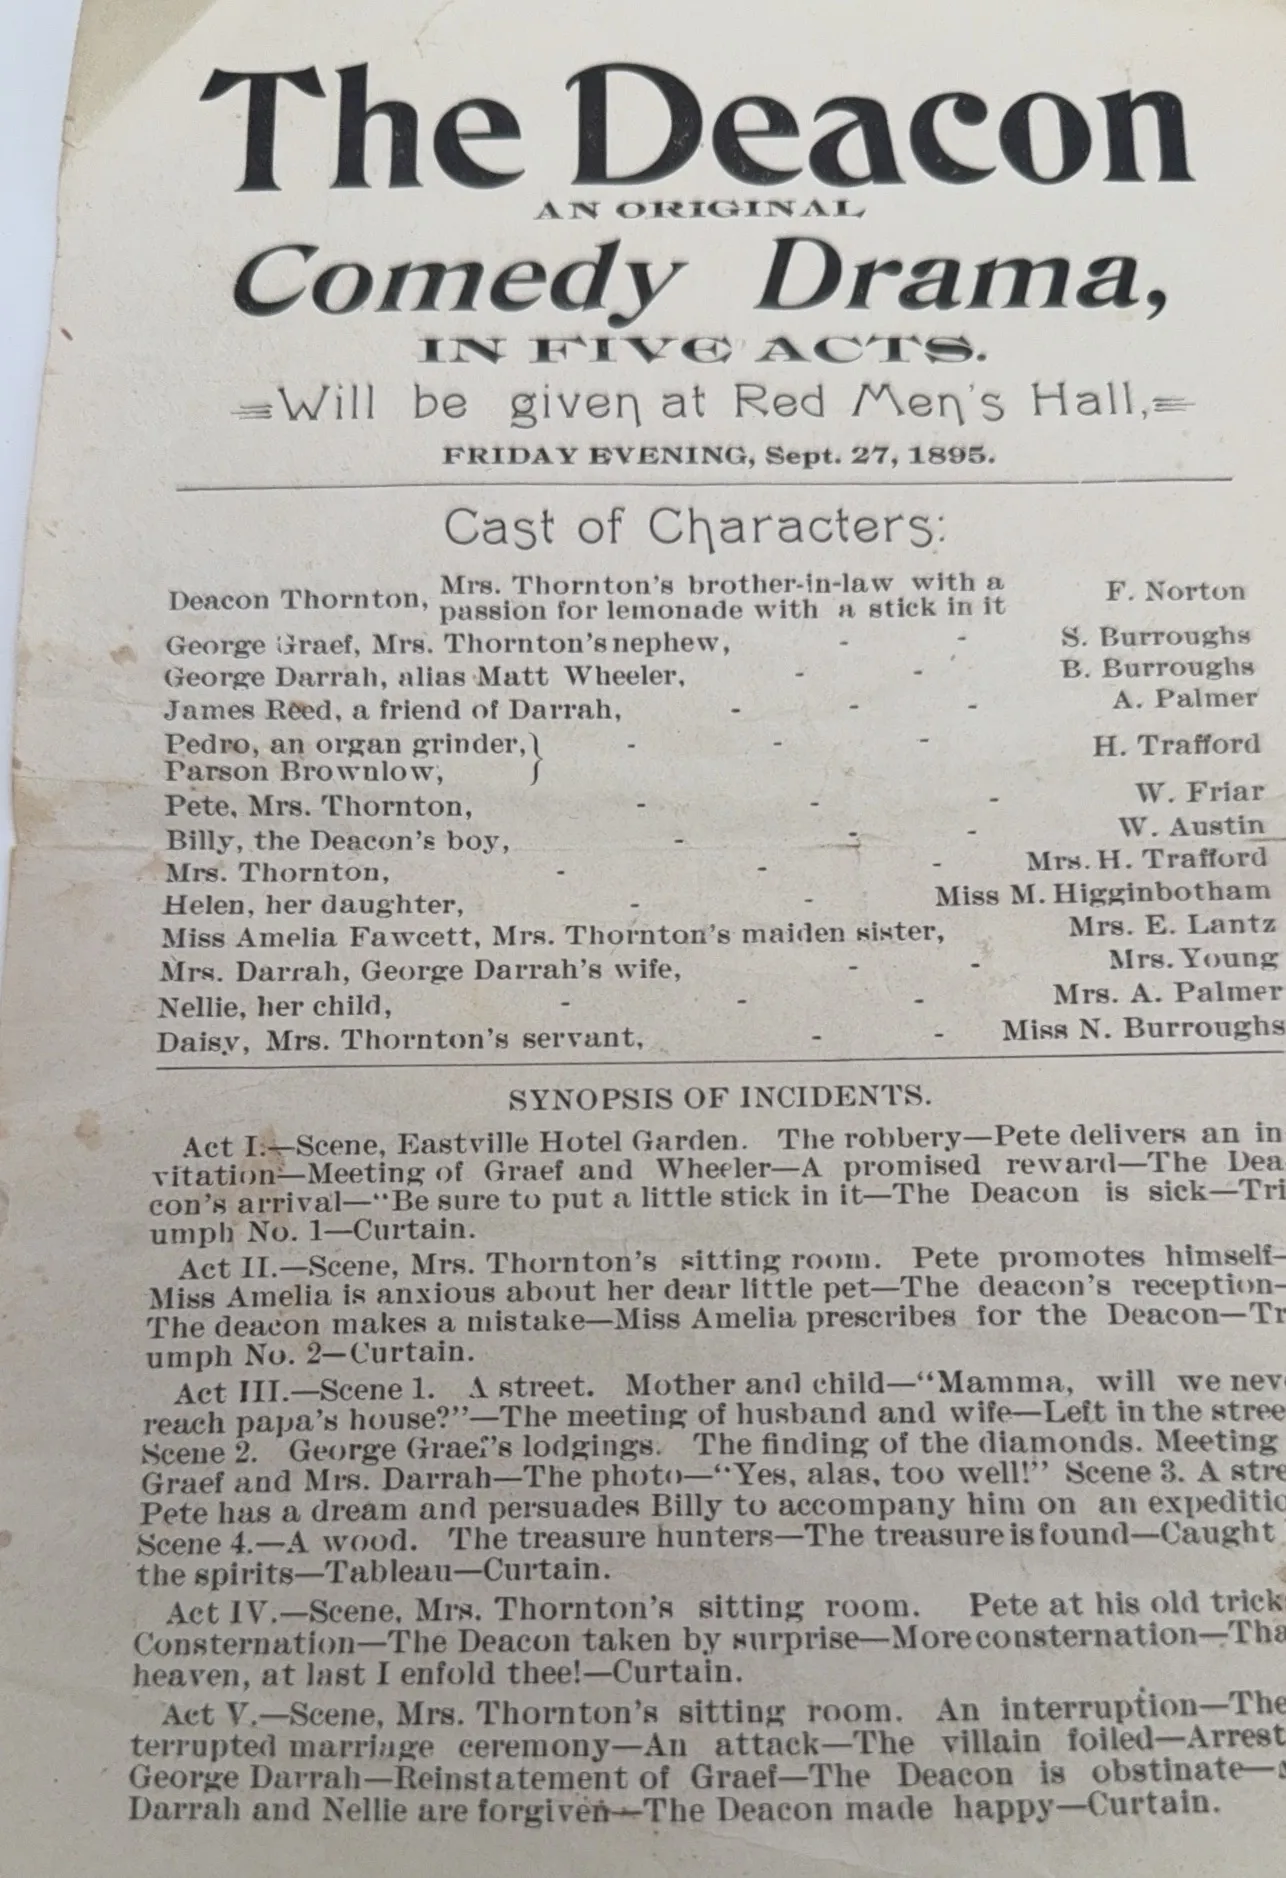 The Deacon
AN ORIGINAL
Comedy Drama,
IN FIVE ACTS.
Will be given at Red Men's Hall,
FRIDAY EVENING, Sept. 27, 1895.
Cast of Characters:
Deacon Thornton, Mrs. Thornton's brother-in-law with a
passion for lemonade with a stick in it F. Norton
George Graef, Mrs. Thornton's nephew, - - S. Burroughs
George Darrah, alias Matt Wheeler, - - B. Burroughs
James Reed, a friend of Darrah, - - - A. Palmer
Pedro, an organ grinder,} - - - H. Trafford
Parson Brownlow,
Pete, Mrs. Thornton, - - - W. Friar
Billy, the Deacon's boy, - - - W. Austin
Mrs. Thornton, - - - Mrs. H. Trafford
Helen, her daughter, - - Miss M. Higginbotham
Miss Amelia Fawcett, Mrs. Thornton's maiden sister, Mrs. E. Lantz
Mrs. Darrah, George Darrah's wife, - - Mrs. Young
Nellie, her child, - - - Mrs. A. Palmer
Daisy, Mrs. Thornton's servant, - - Miss N. Burroughs
SYNOPSIS OF INCIDENTS.
Act I.—Scene, Eastville Hotel Garden. The robbery—Pete delivers an in
vitation—Meeting of Graef and Wheeler—A promised reward—The Dea
con's arrival—"Be sure to put a little stick in it—The Deacon is sick—Tri
umph No. 1—Curtain.
Act II.—Scene, Mrs. Thornton's sitting room. Pete promotes himself—
Miss Amelia is anxious about her dear little pet—The deacon's reception—
The deacon makes a mistake—Miss Amelia prescribes for the Deacon—Tr
umph No. 2—Curtain.
Act III.—Scene 1. A street. Mother and child—"Mamma, will we nev
reach papa's house?"—The meeting of husband and wife—Left in the stree
Scene 2. George Graef's lodgings. The finding of the diamonds. Meeting
Graef and Mrs. Darrah—The photo—"Yes, alas, too well!" Scene 3. A stre
Pete has a dream and persuades Billy to accompany him on an expeditio
Scene 4.—A wood. The treasure hunters—The treasure is found—Caught
the spirits—Tableau—Curtain.
Act IV.—Scene, Mrs. Thornton's sitting room. Pete at his old trick
Consternation—The Deacon taken by surprise—More consternation—Tha
heaven, at last I enfold thee!—Curtain.
Act V.—Scene, Mrs. Thornton's sitting room. An interruption—The
terrupted marriage ceremony—An attack—The villain foiled—Arrest
George Darrah—Reinstatement of Graef—The Deacon is obstinate—
Darrah and Nellie are forgiven—The Deacon made happy—Curtain.